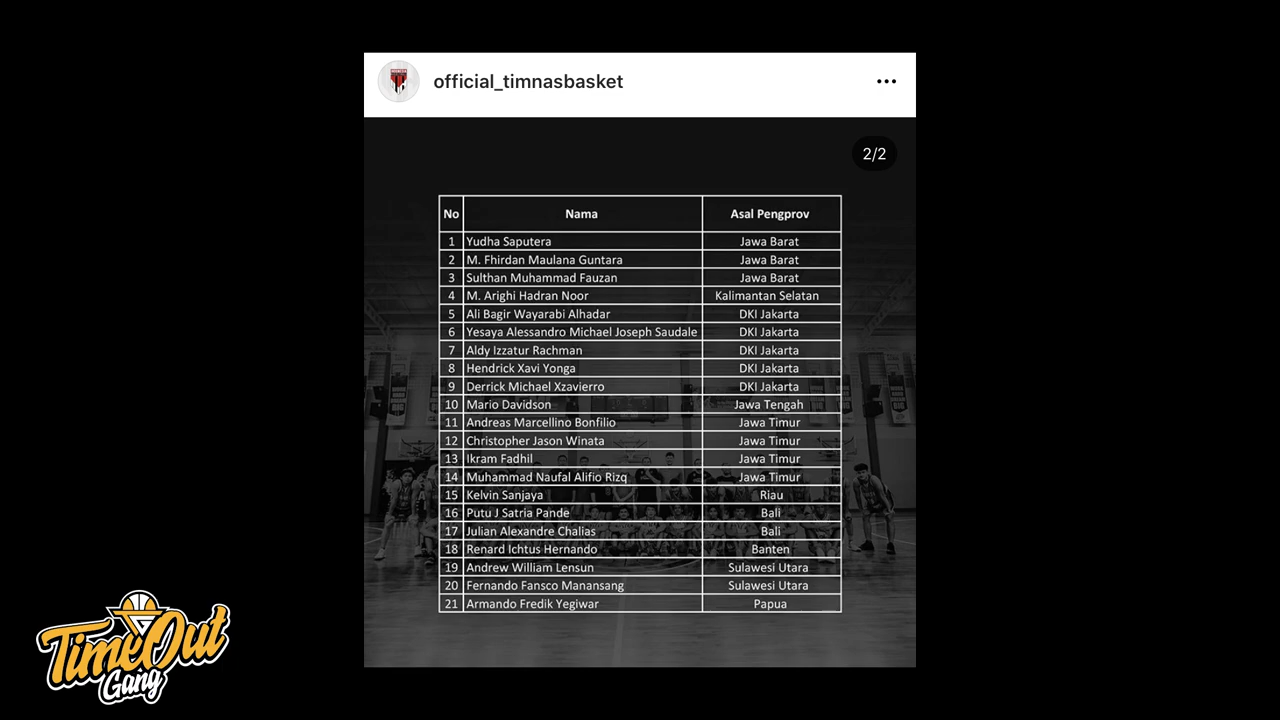 official_timnasbasket
2/2
No Nama Asal Pengprov
1 Yudha Saputera Jawa Barat
2 M. Fhirdan Maulana Guntara Jawa Barat
3 Sulthan Muhammad Fauzan Jawa Barat
4 M. Arighi Hadran Noor Kalimantan Selatan
5 Ali Bagir Wayarabi Alhadar DKI Jakarta
6 Yesaya Alessandro Michael Joseph Saudale DKI Jakarta
7 Aldy Izzatur Rachman DKI Jakarta
8 Hendrick Xavi Yonga DKI Jakarta
9 Derrick Michael Xzavierro DKI Jakarta
10 Mario Davidson Jawa Tengah
11 Andreas Marcellino Bonfilio Jawa Timur
12 Christopher Jason Winata Jawa Timur
13 Ikram Fadhil Jawa Timur
14 Muhammad Naufal Alifio Rizq Jawa Timur
15 Kelvin Sanjaya Riau
16 Putu J Satria Pande Bali
17 Julian Alexandre Chalias Bali
18 Renard Ichtus Hernando Banten
19 Andrew William Lensun Sulawesi Utara
20 Fernando Fansco Manansang Sulawesi Utara
21 Armando Fredik Yegiwar Papua
TimeOut
Gang